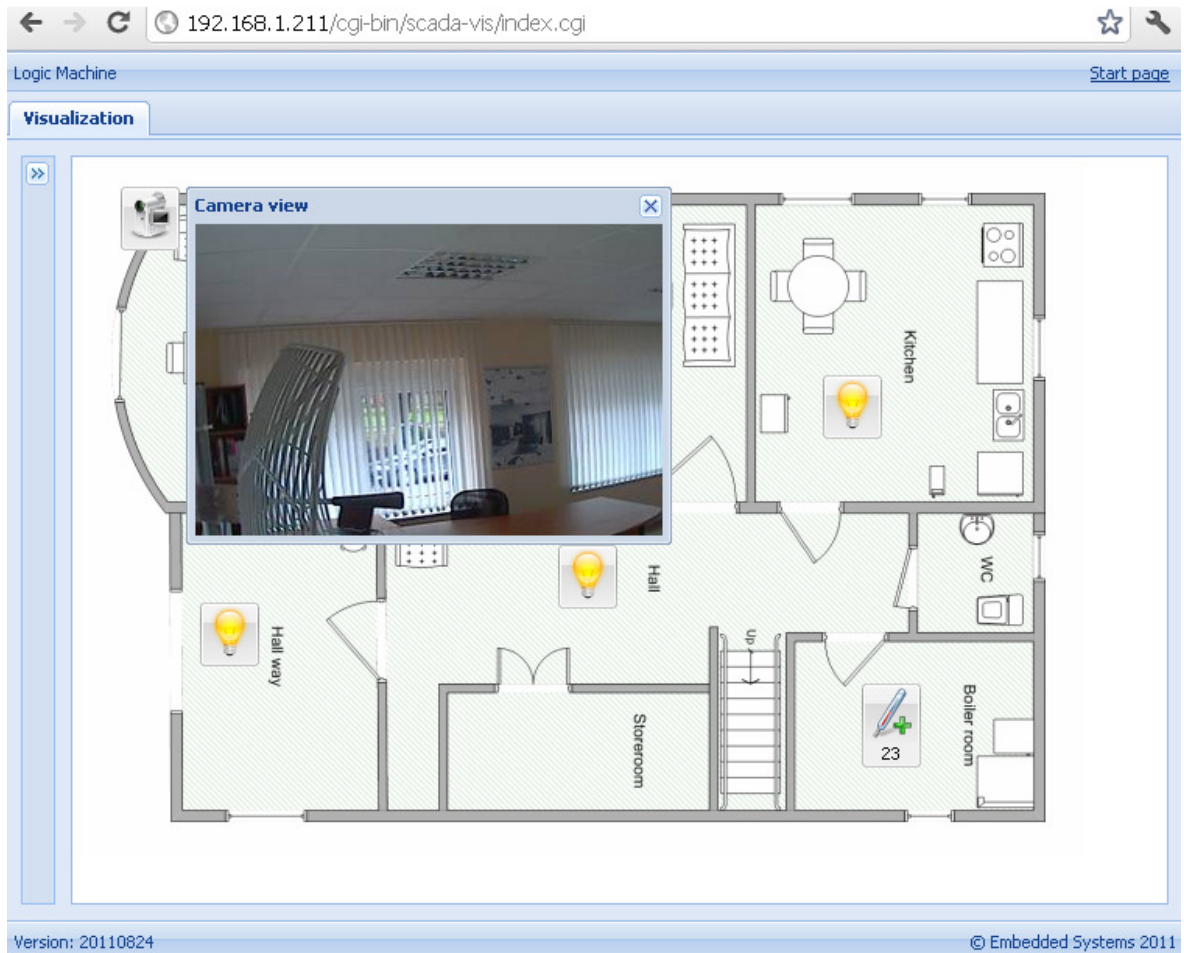 192.168.1.211/cgi-bin/scada-vis/index.cgi
Logic Machine
Start page
Visualization
Camera view
Kitchen
Hall
WC
Hall way
Up
Storeroom
Boiler room
23
Version: 20110824
© Embedded Systems 2011